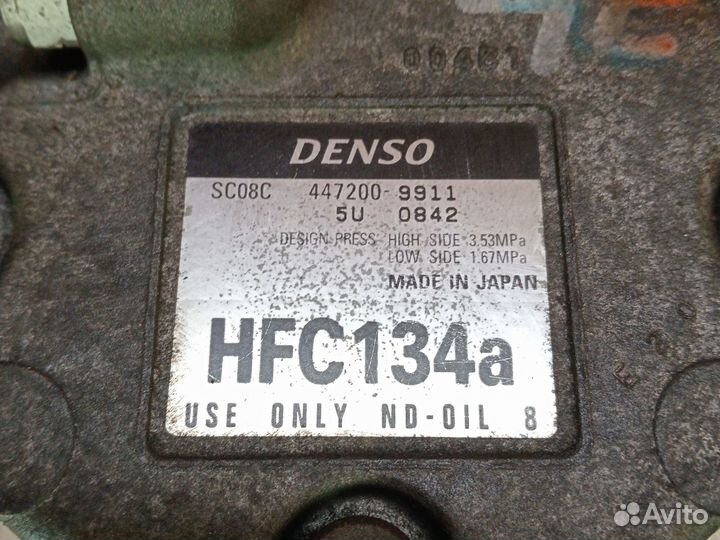 00461
DENSO
SC08C 447200-9911
5U 0842
DESIGN PRESS HIGH SIDE 3.53MPa
LOW SIDE 1.67MPa
MADE IN JAPAN
HFC134a
USE ONLY ND-OIL 8
Avito